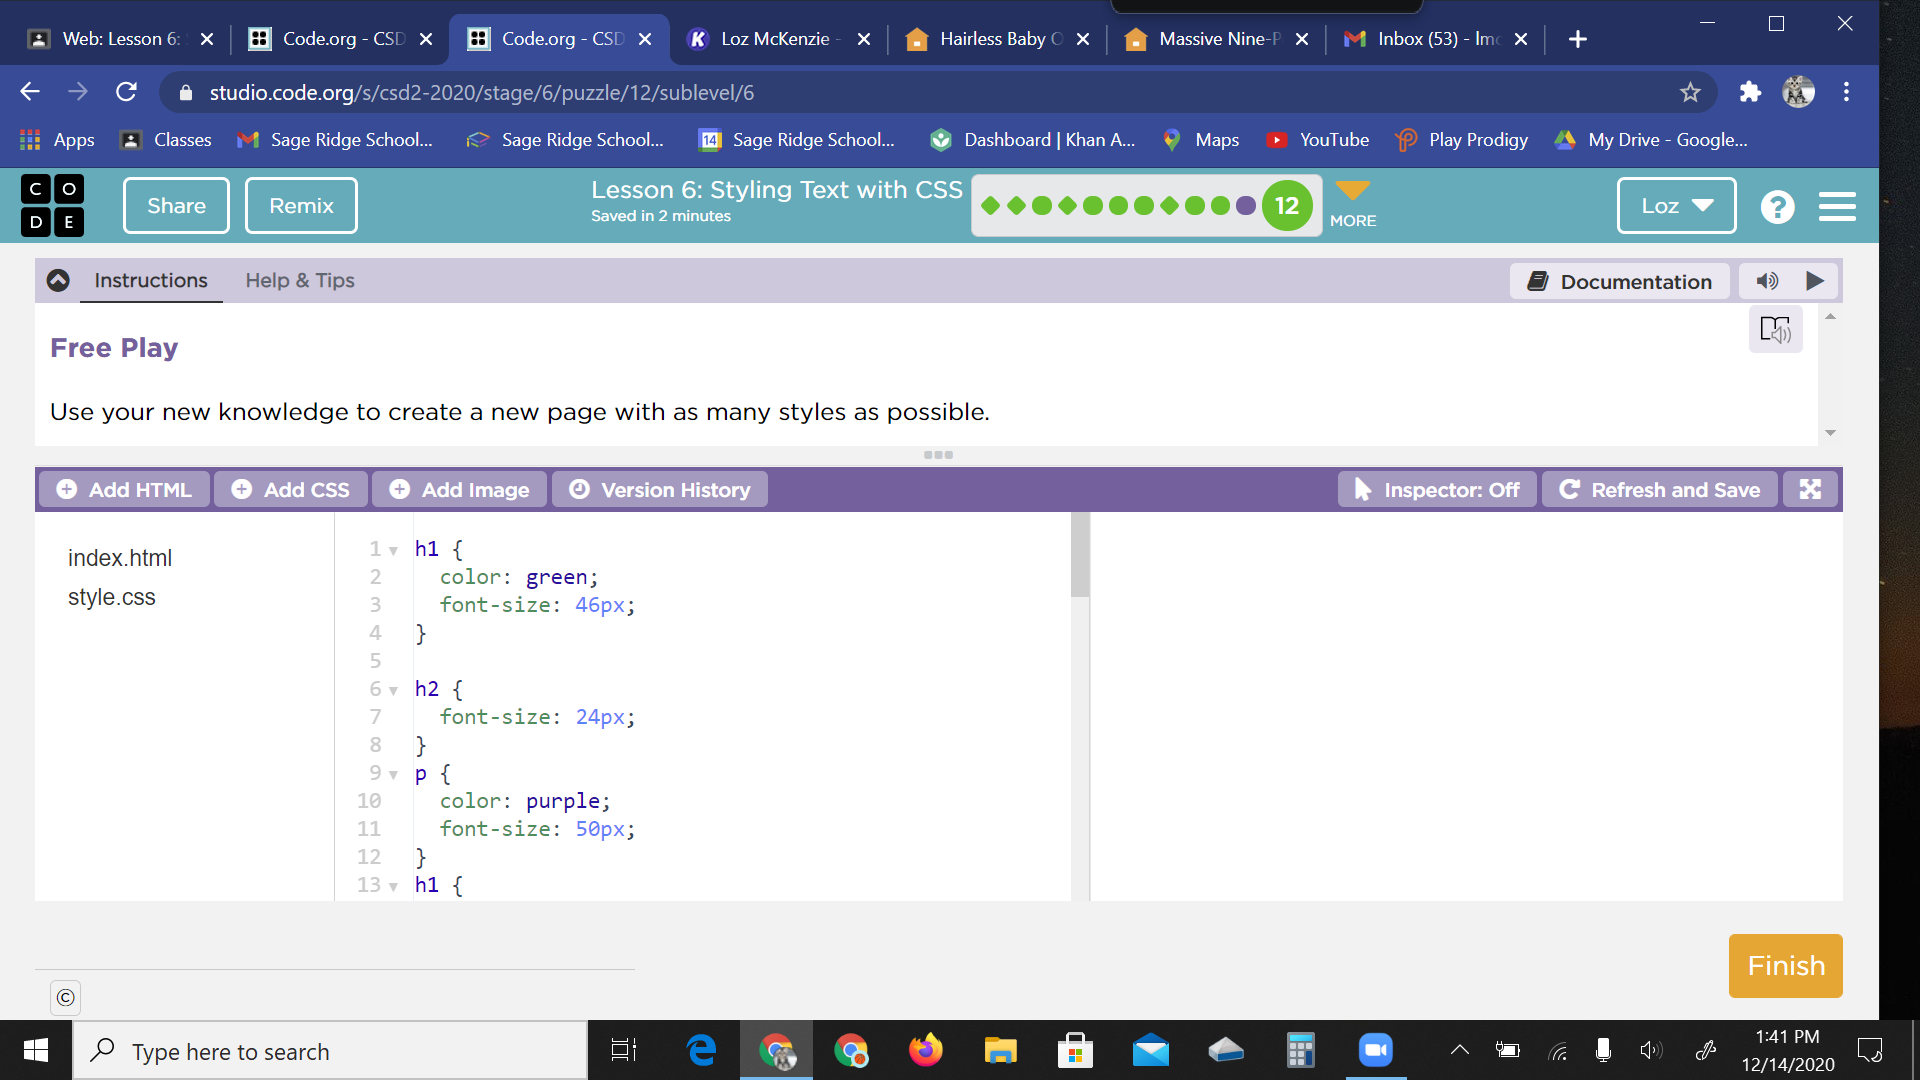 Web: Lesson 6:
Code.org - CSD
Code.org - CSD
Loz McKenzie -
Hairless Baby O
Massive Nine-P
Inbox (53) - lmc
studio.code.org/s/csd2-2020/stage/6/puzzle/12/sublevel/6
Apps
Classes
Sage Ridge School...
Sage Ridge School...
14
Sage Ridge School...
Dashboard | Khan A...
Maps
YouTube
Play Prodigy
My Drive - Google...
C O
D E
Share
Remix
Lesson 6: Styling Text with CSS
Saved in 2 minutes
12
MORE
Loz
?
Instructions
Help & Tips
Documentation
Free Play
Use your new knowledge to create a new page with as many styles as possible.
Add HTML
Add CSS
Add Image
Version History
Inspector: Off
Refresh and Save
index.html
style.css
1 h1 {
2 color: green;
3 font-size: 46px;
4 }
5
6 h2 {
7 font-size: 24px;
8 }
9 p {
10 color: purple;
11 font-size: 50px;
12 }
13 h1 {
Finish
©
Type here to search
1:41 PM
12/14/2020